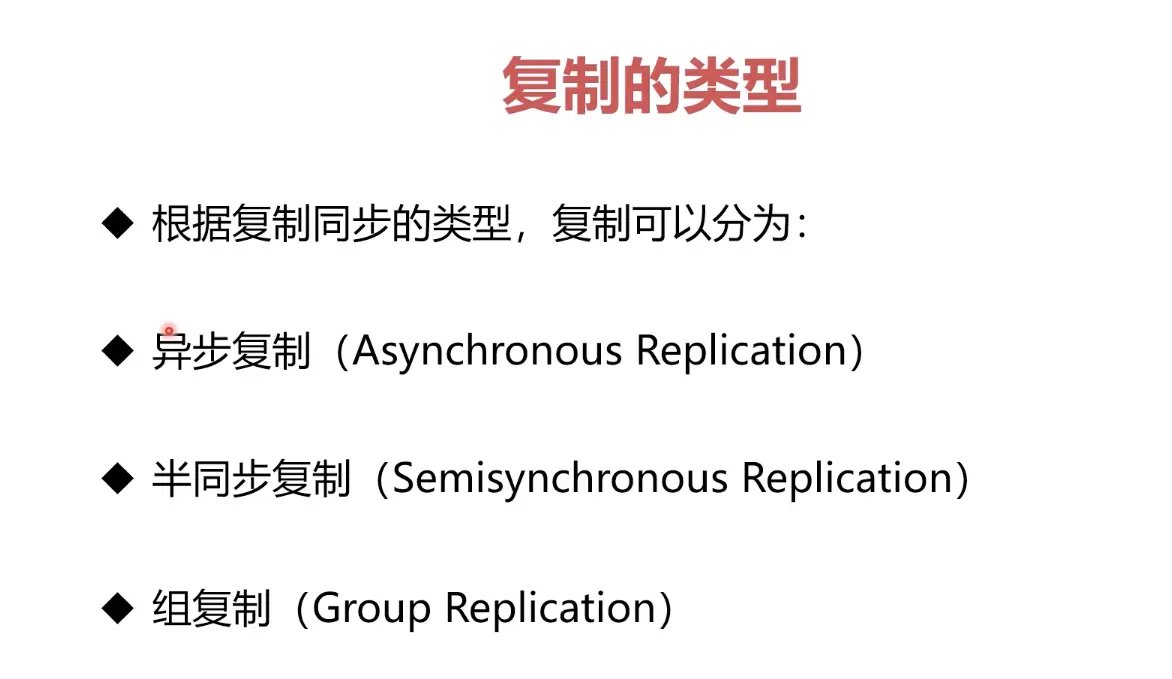 复制的类型
◆ 根据复制同步的类型，复制可以分为：
◆ 异步复制（Asynchronous Replication）
◆ 半同步复制（Semisynchronous Replication）
◆ 组复制（Group Replication）